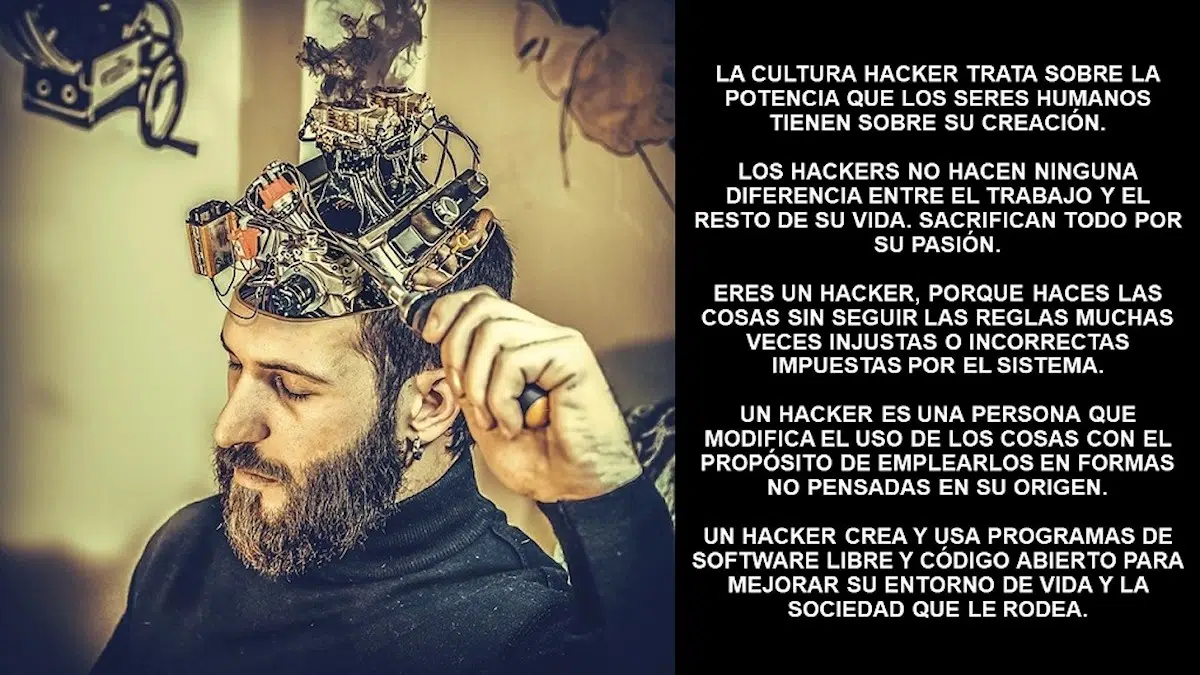 LA CULTURA HACKER TRATA SOBRE LA
POTENCIA QUE LOS SERES HUMANOS
TIENEN SOBRE SU CREACIÓN.
LOS HACKERS NO HACEN NINGUNA
DIFERENCIA ENTRE EL TRABAJO Y EL
RESTO DE SU VIDA. SACRIFICAN TODO POR
SU PASIÓN.
ERES UN HACKER, PORQUE HACES LAS
COSAS SIN SEGUIR LAS REGLAS MUCHAS
VECES INJUSTAS O INCORRECTAS
IMPUESTAS POR EL SISTEMA.
UN HACKER ES UNA PERSONA QUE
MODIFICA EL USO DE LOS COSAS CON EL
PROPÓSITO DE EMPLEARLOS EN FORMAS
NO PENSADAS EN SU ORIGEN.
UN HACKER CREA Y USA PROGRAMAS DE
SOFTWARE LIBRE Y CÓDIGO ABIERTO PARA
MEJORAR SU ENTORNO DE VIDA Y LA
SOCIEDAD QUE LE RODEA.